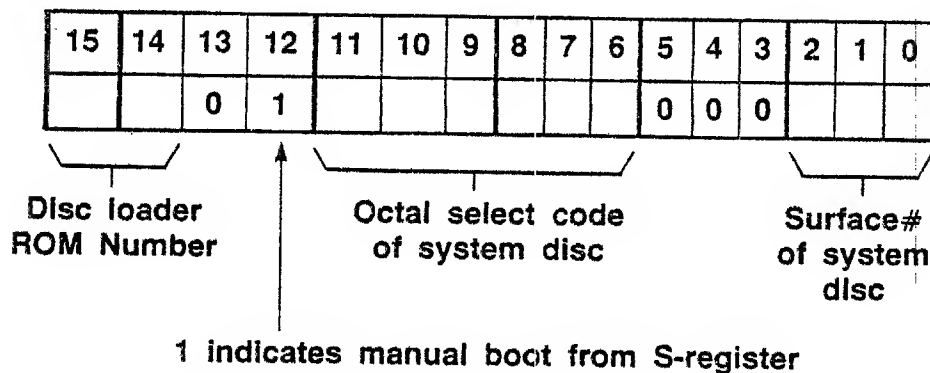 15 14 13 12 11 10 9 8 7 6 5 4 3 2 1 0
0 1 0 0 0
Disc loader
ROM Number
Octal select code
of system disc
Surface#
of system
disc
1 indicates manual boot from S-register